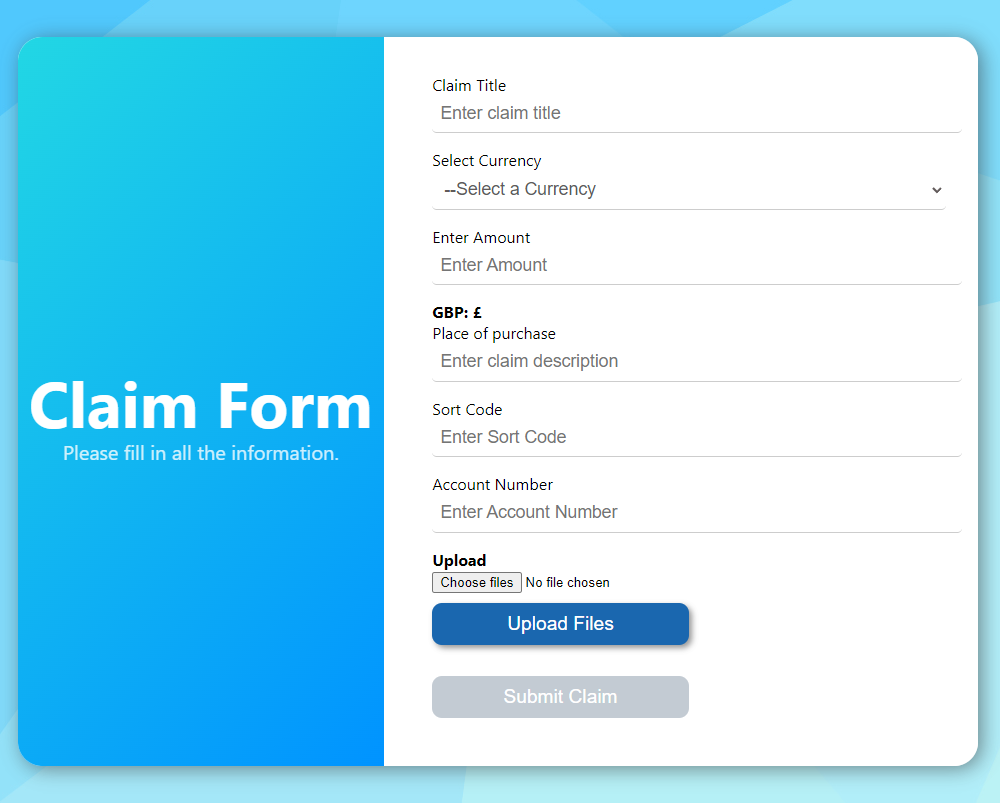 Claim Form
Please fill in all the information.
Claim Title
Enter claim title
Select Currency
--Select a Currency
Enter Amount
Enter Amount
GBP: £
Place of purchase
Enter claim description
Sort Code
Enter Sort Code
Account Number
Enter Account Number
Upload
Choose files No file chosen
Upload Files
Submit Claim